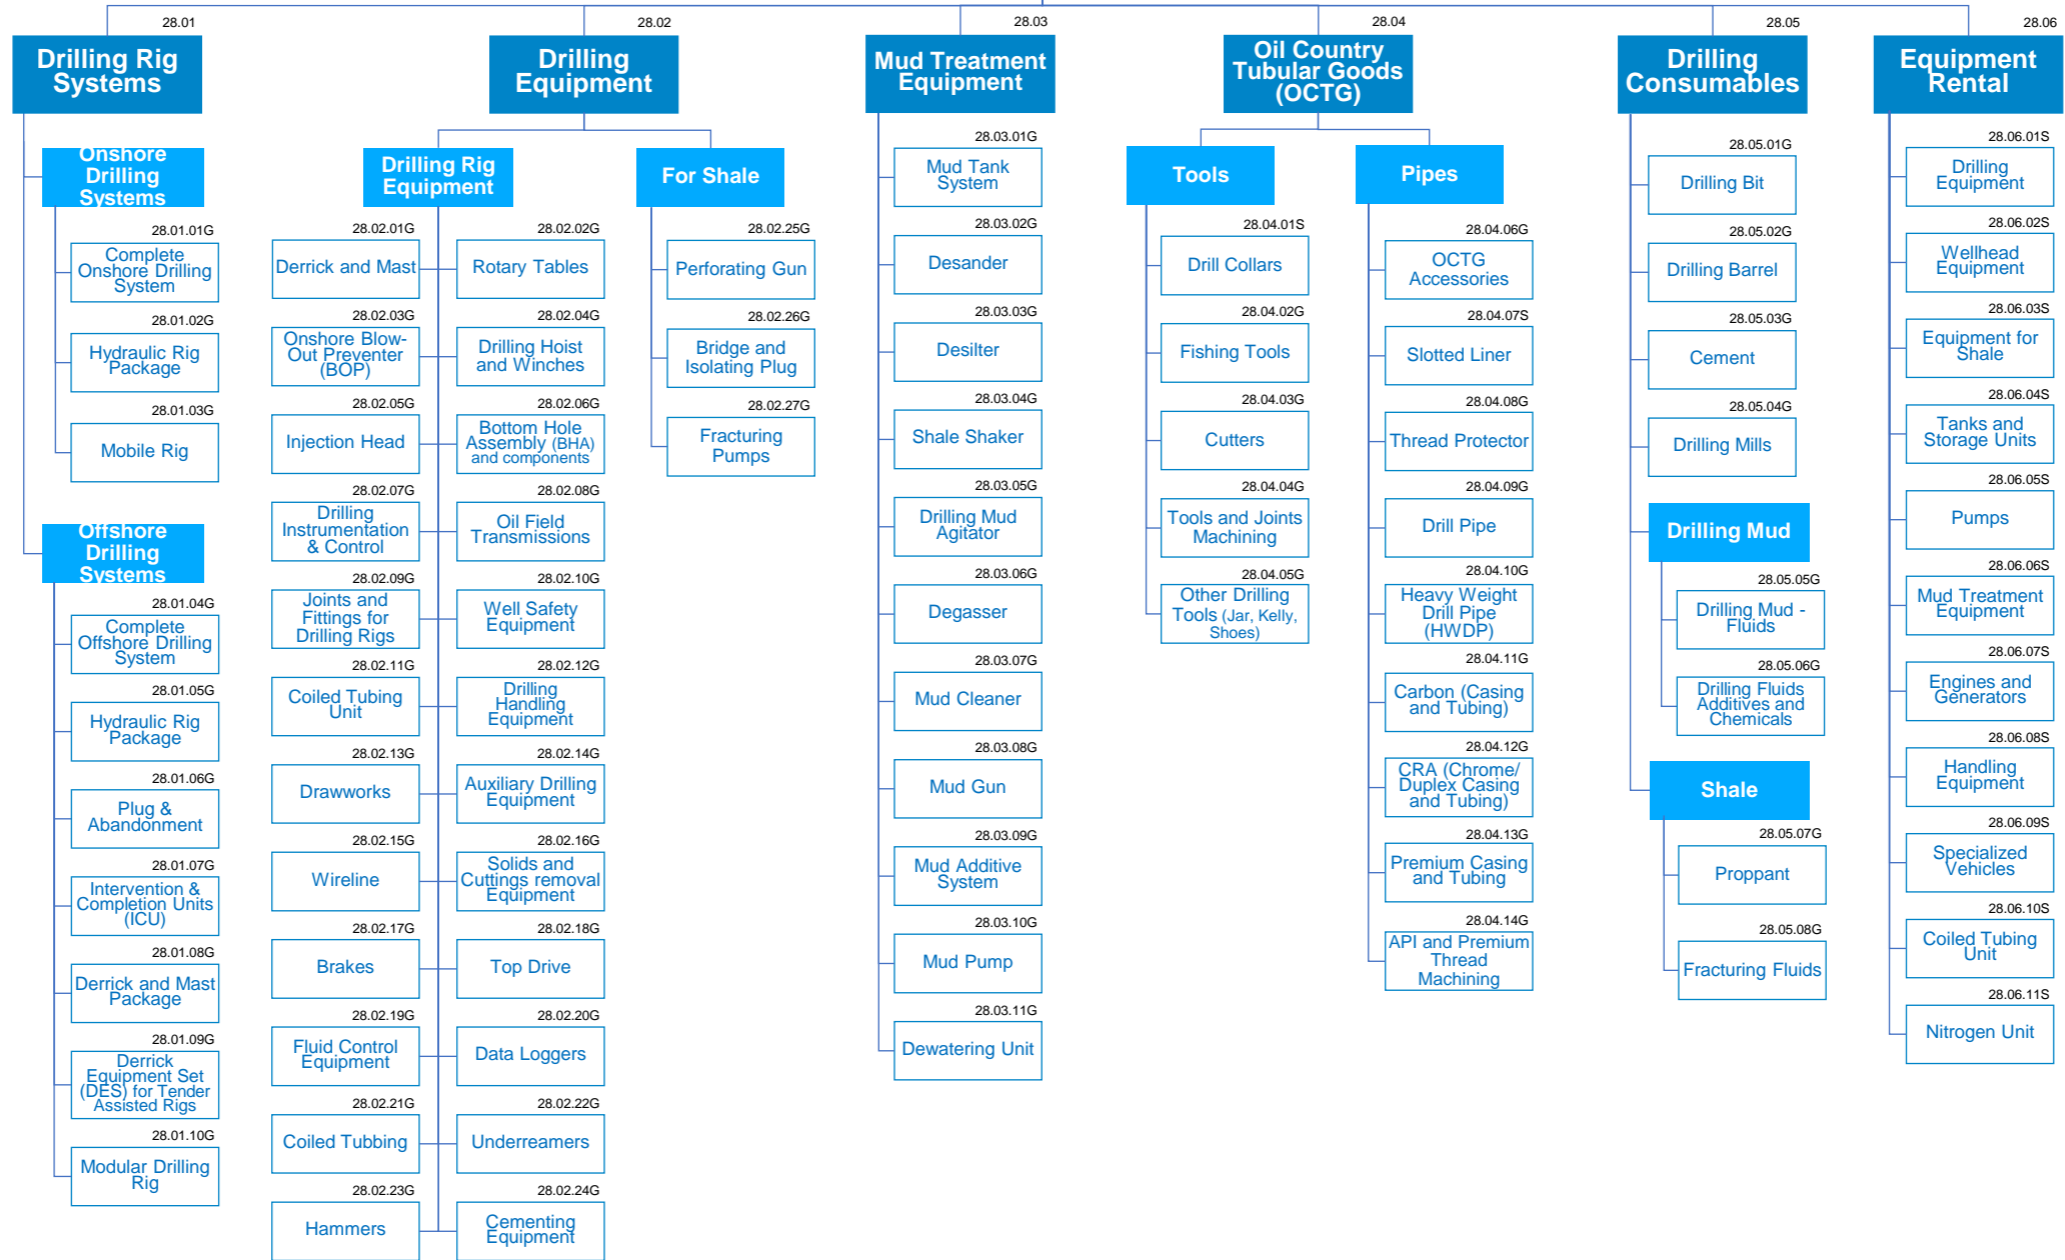 28.01
Drilling Rig
Systems
Onshore
Drilling
Systems
28.01.01G
Complete
Onshore Drilling
System
28.01.02G
Hydraulic Rig
Package
28.01.03G
Mobile Rig
Offshore
Drilling
Systems
28.01.04G
Complete
Offshore Drilling
System
28.01.05G
Hydraulic Rig
Package
28.01.06G
Plug &
Abandonment
28.01.07G
Intervention &
Completion Units
(ICU)
28.01.08G
Derrick and Mast
Package
28.01.09G
Derrick
Equipment Set
(DES) for Tender
Assisted Rigs
28.01.10G
Modular Drilling
Rig
28.02
Drilling
Equipment
Drilling Rig
Equipment
28.02.01G
Derrick and Mast
28.02.02G
Rotary Tables
28.02.03G
Onshore Blow-
Out Preventer
(BOP)
28.02.04G
Drilling Hoist
and Winches
28.02.05G
Injection Head
28.02.06G
Bottom Hole
Assembly (BHA)
and components
28.02.07G
Drilling
Instrumentation
& Control
28.02.08G
Oil Field
Transmissions
28.02.09G
Joints and
Fittings for
Drilling Rigs
28.02.10G
Well Safety
Equipment
28.02.11G
Coiled Tubing
Unit
28.02.12G
Drilling
Handling
Equipment
28.02.13G
Drawworks
28.02.14G
Auxiliary Drilling
Equipment
28.02.15G
Wireline
28.02.16G
Solids and
Cuttings removal
Equipment
28.02.17G
Brakes
28.02.18G
Top Drive
28.02.19G
Fluid Control
Equipment
28.02.20G
Data Loggers
28.02.21G
Coiled Tubbing
28.02.22G
Underreamers
28.02.23G
Hammers
28.02.24G
Cementing
Equipment
For Shale
28.02.25G
Perforating Gun
28.02.26G
Bridge and
Isolating Plug
28.02.27G
Fracturing
Pumps
28.03
Mud Treatment
Equipment
28.03.01G
Mud Tank
System
28.03.02G
Desander
28.03.03G
Desilter
28.03.04G
Shale Shaker
28.03.05G
Drilling Mud
Agitator
28.03.06G
Degasser
28.03.07G
Mud Cleaner
28.03.08G
Mud Gun
28.03.09G
Mud Additive
System
28.03.10G
Mud Pump
28.03.11G
Dewatering Unit
28.04
Oil Country
Tubular Goods
(OCTG)
Tools
28.04.01S
Drill Collars
28.04.02G
Fishing Tools
28.04.03G
Cutters
28.04.04G
Tools and Joints
Machining
28.04.05G
Other Drilling
Tools (Jar, Kelly,
Shoes)
Pipes
28.04.06G
OCTG
Accessories
28.04.07S
Slotted Liner
28.04.08G
Thread Protector
28.04.09G
Drill Pipe
28.04.10G
Heavy Weight
Drill Pipe
(HWDP)
28.04.11G
Carbon (Casing
and Tubing)
28.04.12G
CRA (Chrome/
Duplex Casing
and Tubing)
28.04.13G
Premium Casing
and Tubing
28.04.14G
API and Premium
Thread
Machining
28.05
Drilling
Consumables
28.05.01G
Drilling Bit
28.05.02G
Drilling Barrel
28.05.03G
Cement
28.05.04G
Drilling Mills
Drilling Mud
28.05.05G
Drilling Mud -
Fluids
28.05.06G
Drilling Fluids
Additives and
Chemicals
Shale
28.05.07G
Proppant
28.05.08G
Fracturing Fluids
28.06
Equipment
Rental
28.06.01S
Drilling
Equipment
28.06.02S
Wellhead
Equipment
28.06.03S
Equipment for
Shale
28.06.04S
Tanks and
Storage Units
28.06.05S
Pumps
28.06.06S
Mud Treatment
Equipment
28.06.07S
Engines and
Generators
28.06.08S
Handling
Equipment
28.06.09S
Specialized
Vehicles
28.06.10S
Coiled Tubing
Unit
28.06.11S
Nitrogen Unit